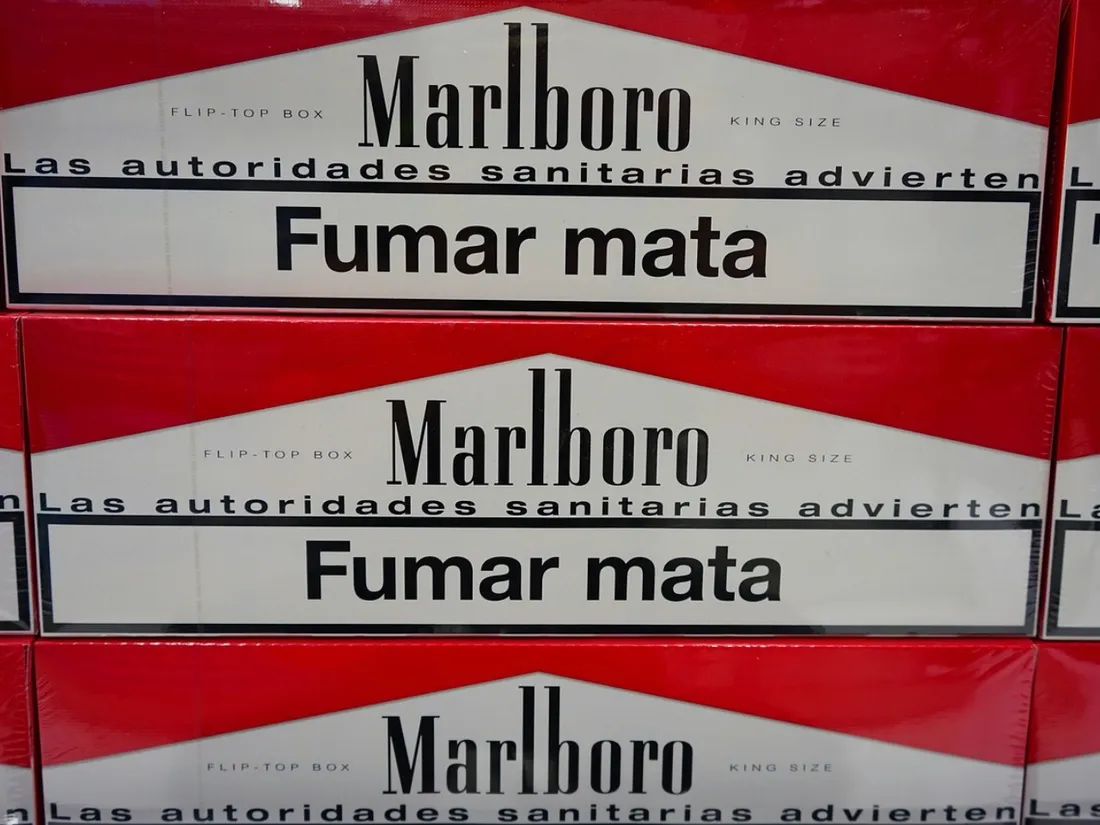 Marlboro
FLIP-TOP BOX
KING SIZE
Las autoridades sanitarias advierten
Fumar mata
Marlboro
FLIP-TOP BOX
KING SIZE
Las autoridades sanitarias advierten
Fumar mata
Marlboro
FLIP-TOP BOX
KING SIZE
Las autoridades sanitarias advierten